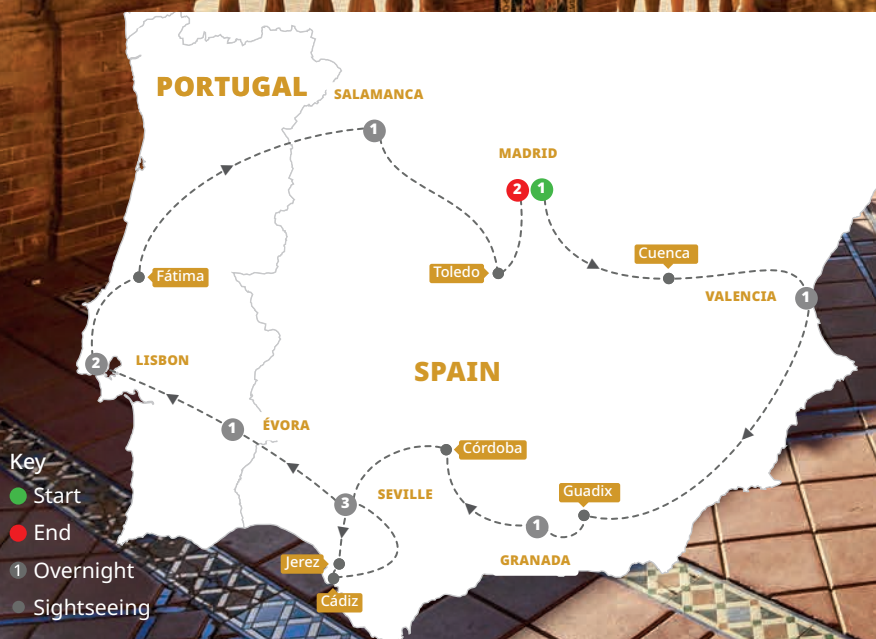 PORTUGAL
SALAMANCA
1
MADRID
2
1
Cuenca
Toledo
Fátima
VALENCIA
1
2
LISBON
SPAIN
1
ÉVORA
Córdoba
3
SEVILLE
Guadix
1
GRANADA
Jerez
Cádiz
Key
Start
End
1 Overnight
Sightseeing